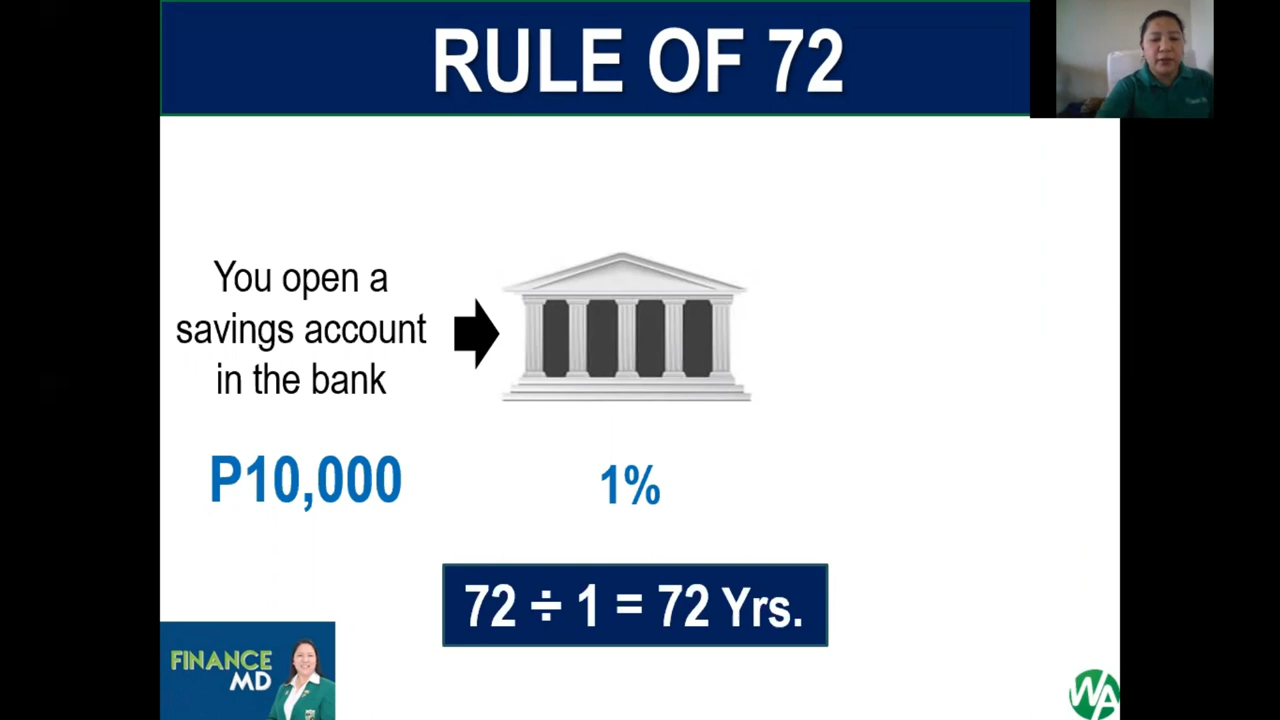 RULE OF 72
You open a
savings account
in the bank
P10,000
1%
72 ÷ 1 = 72 Yrs.
FINANCE
MD
WA